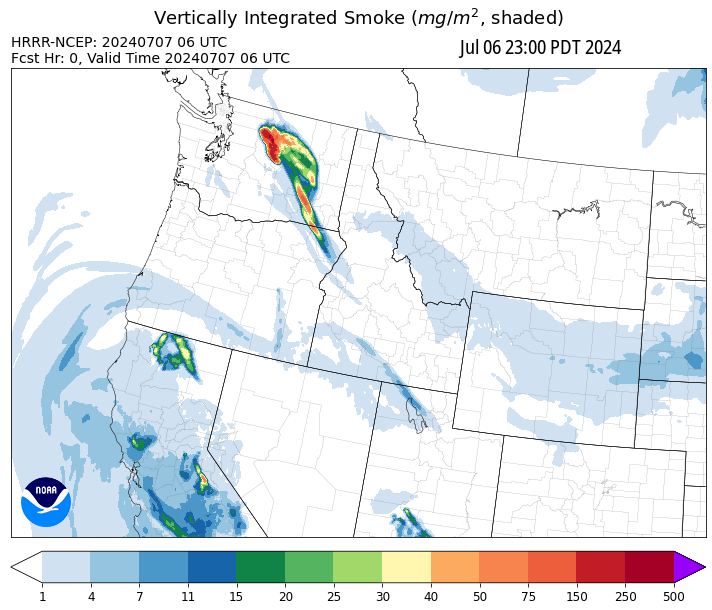 Vertically Integrated Smoke (mg/m², shaded)
HRRR-NCEP: 20240707 06 UTC
Fcst Hr: 0, Valid Time 20240707 06 UTC
Jul 06 23:00 PDT 2024
NOAA
1 4 7 11 15 20 25 30 40 50 75 150 250 500